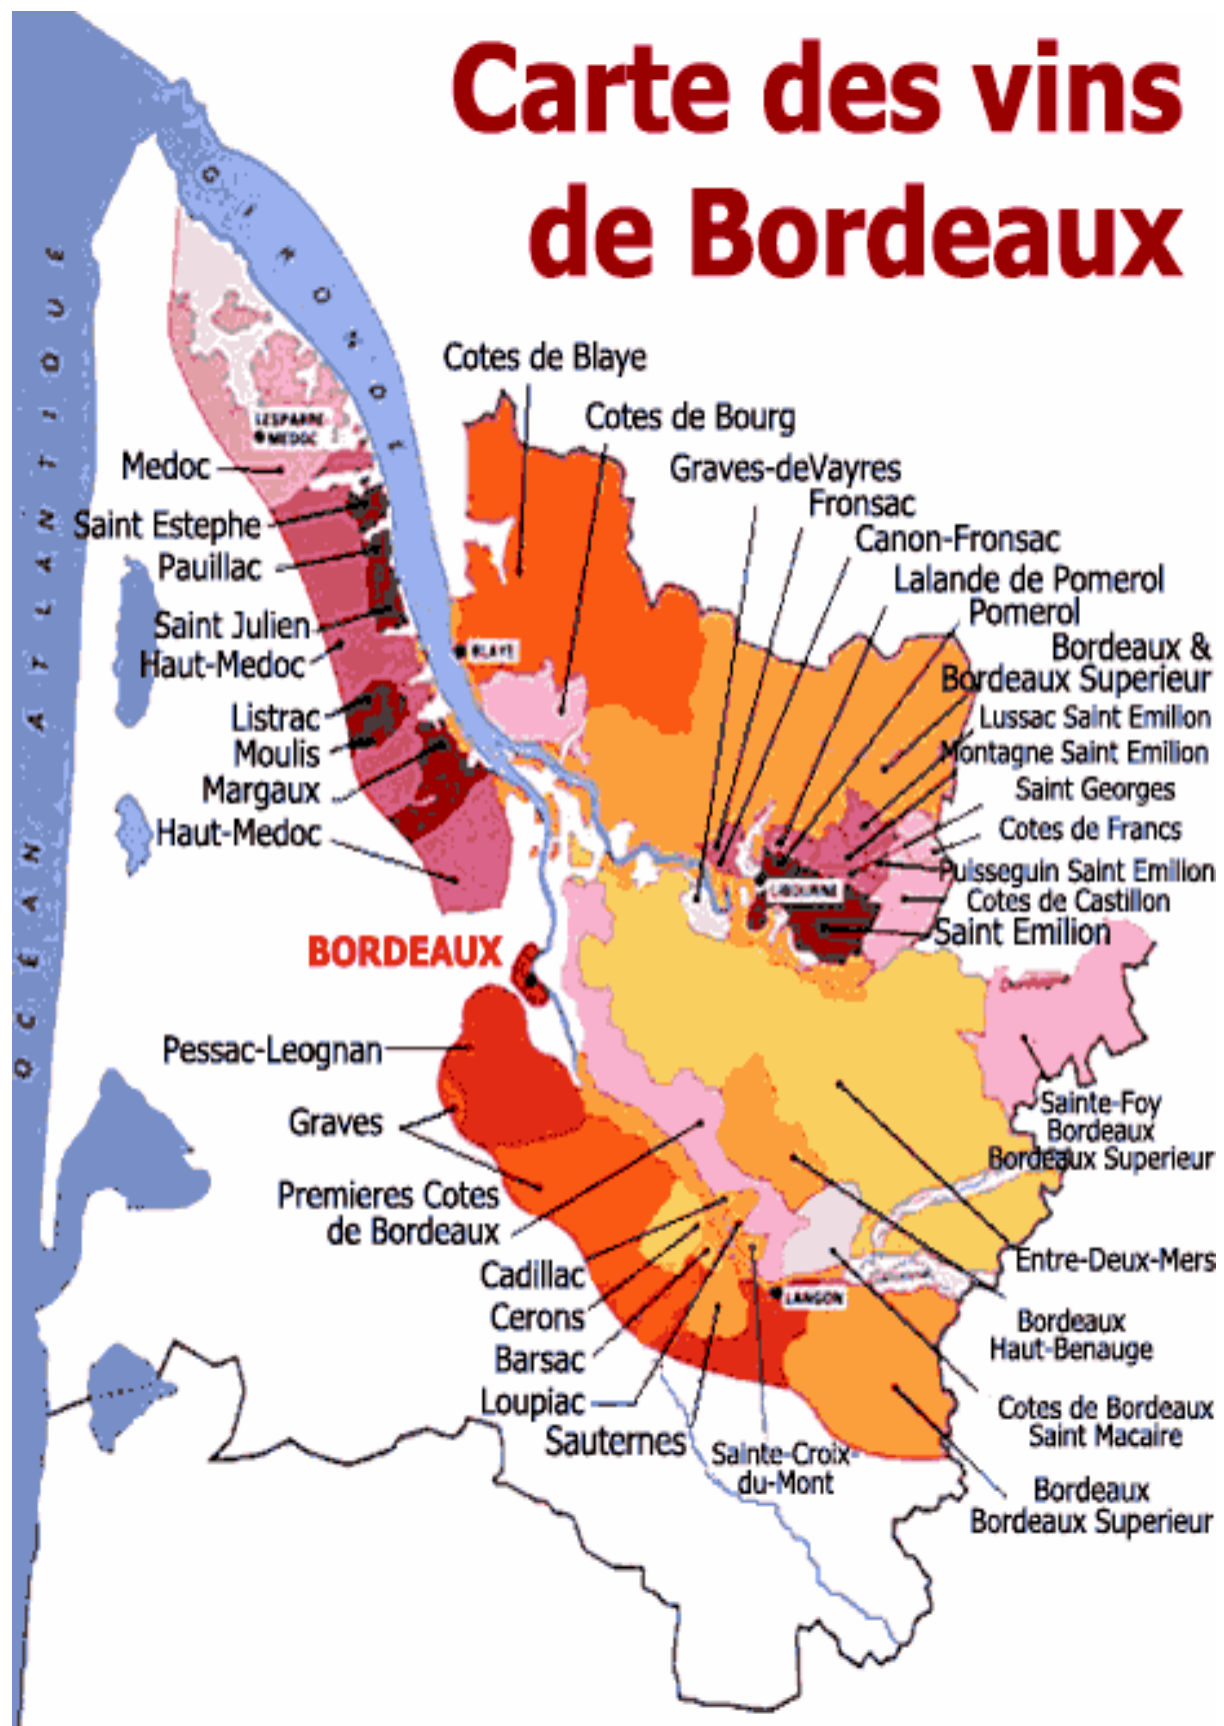 Carte des vins
de Bordeaux
GIRONDE
OCÉAN ATLANTIQUE
Cotes de Blaye
Cotes de Bourg
Graves-deVayres
Fronsac
Canon-Fronsac
Lalande de Pomerol
Pomerol
Bordeaux &
Bordeaux Superieur
Lussac Saint Emilion
Montagne Saint Emilion
Saint Georges
Cotes de Francs
Puisseguin Saint Emilion
Cotes de Castillon
Saint Emilion
LESPARRE
MEDOC
Medoc
Saint Estephe
Pauillac
Saint Julien
Haut-Medoc
Listrac
Moulis
Margaux
Haut-Medoc
BLAYE
LIBOURNE
BORDEAUX
Pessac-Leognan
Graves
Premieres Cotes
de Bordeaux
Cadillac
Cerons
Barsac
Loupiac
Sauternes
Sainte-Croix-
du-Mont
LANGON
Sainte-Foy
Bordeaux
Bordeaux Superieur
Entre-Deux-Mers
Bordeaux
Haut-Benauge
Cotes de Bordeaux
Saint Macaire
Bordeaux
Bordeaux Superieur